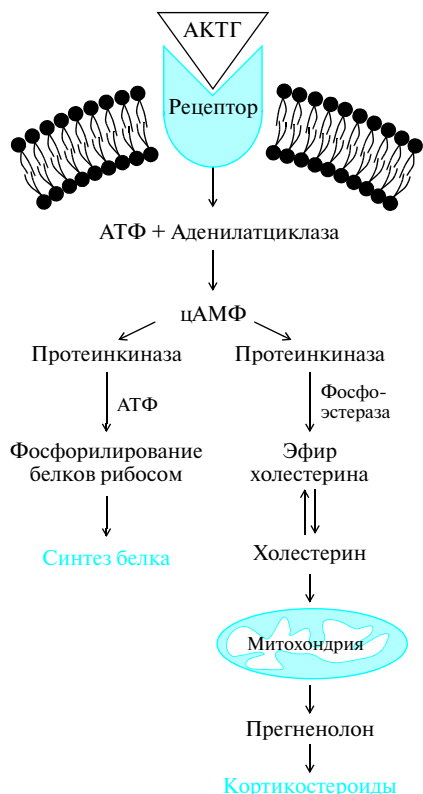 АКТГ
Рецептор
АТФ + Аденилатциклаза
цАМФ
Протеинкиназа
Протеинкиназа
АТФ
Фосфо-
эстераза
Фосфорилирование
белков рибосом
Эфир
холестерина
Синтез белка
Холестерин
Митохондрия
Прегненолон
Кортикостероиды